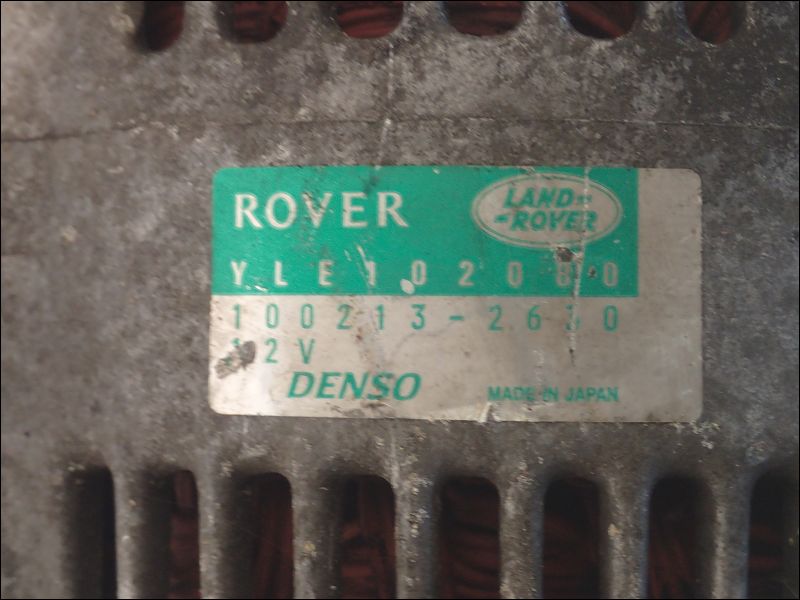 ROVER
LAND-
-ROVER
YLE102080
100213-2630
12V
DENSO
MADE IN JAPAN